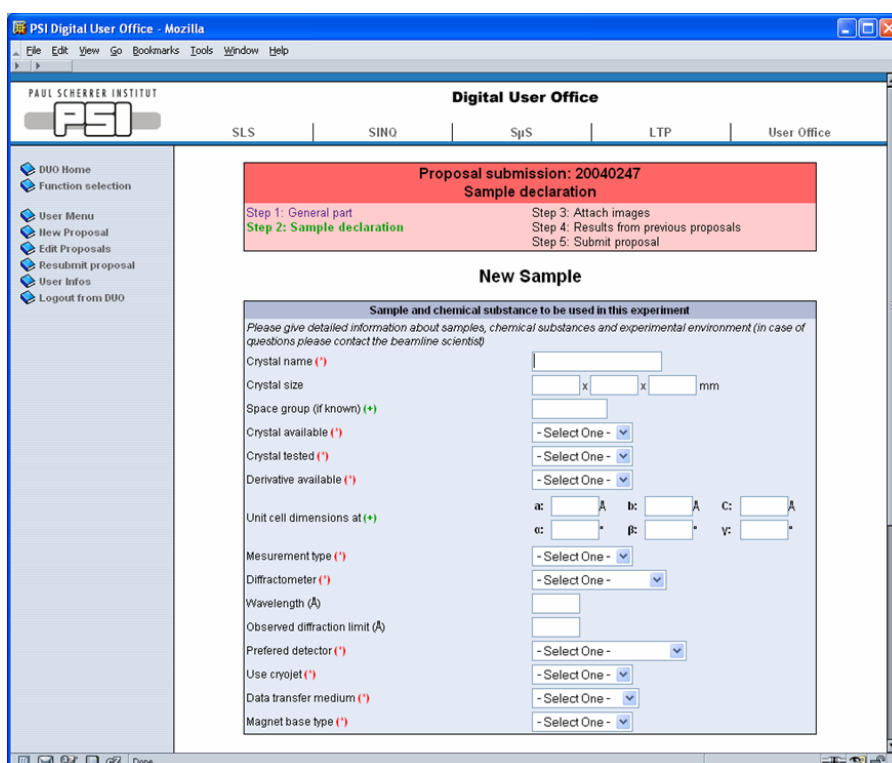 PSI Digital User Office - Mozilla
File Edit View Go Bookmarks Tools Window Help
PAUL SCHERRER INSTITUT
PSI
Digital User Office
SLS SINQ SµS LTP User Office
DUO Home
Function selection
User Menu
New Proposal
Edit Proposals
Resubmit proposal
User Infos
Logout from DUO
Proposal submission: 20040247
Sample declaration
Step 1: General part
Step 2: Sample declaration
Step 3: Attach images
Step 4: Results from previous proposals
Step 5: Submit proposal
New Sample
Sample and chemical substance to be used in this experiment
Please give detailed information about samples, chemical substances and experimental environment (in case of
questions please contact the beamline scientist)
Crystal name (*)
Crystal size x x mm
Space group (if known) (+)
Crystal available (*) - Select One -
Crystal tested (*) - Select One -
Derivative available (*) - Select One -
Unit cell dimensions at (+)
a: Å b: Å C: Å
α: ° β: ° γ: °
Mesurement type (*) - Select One -
Diffractometer (*) - Select One -
Wavelength (Å)
Observed diffraction limit (Å)
Prefered detector (*) - Select One -
Use cryojet (*) - Select One -
Data transfer medium (*) - Select One -
Magnet base type (*) - Select One -
Done